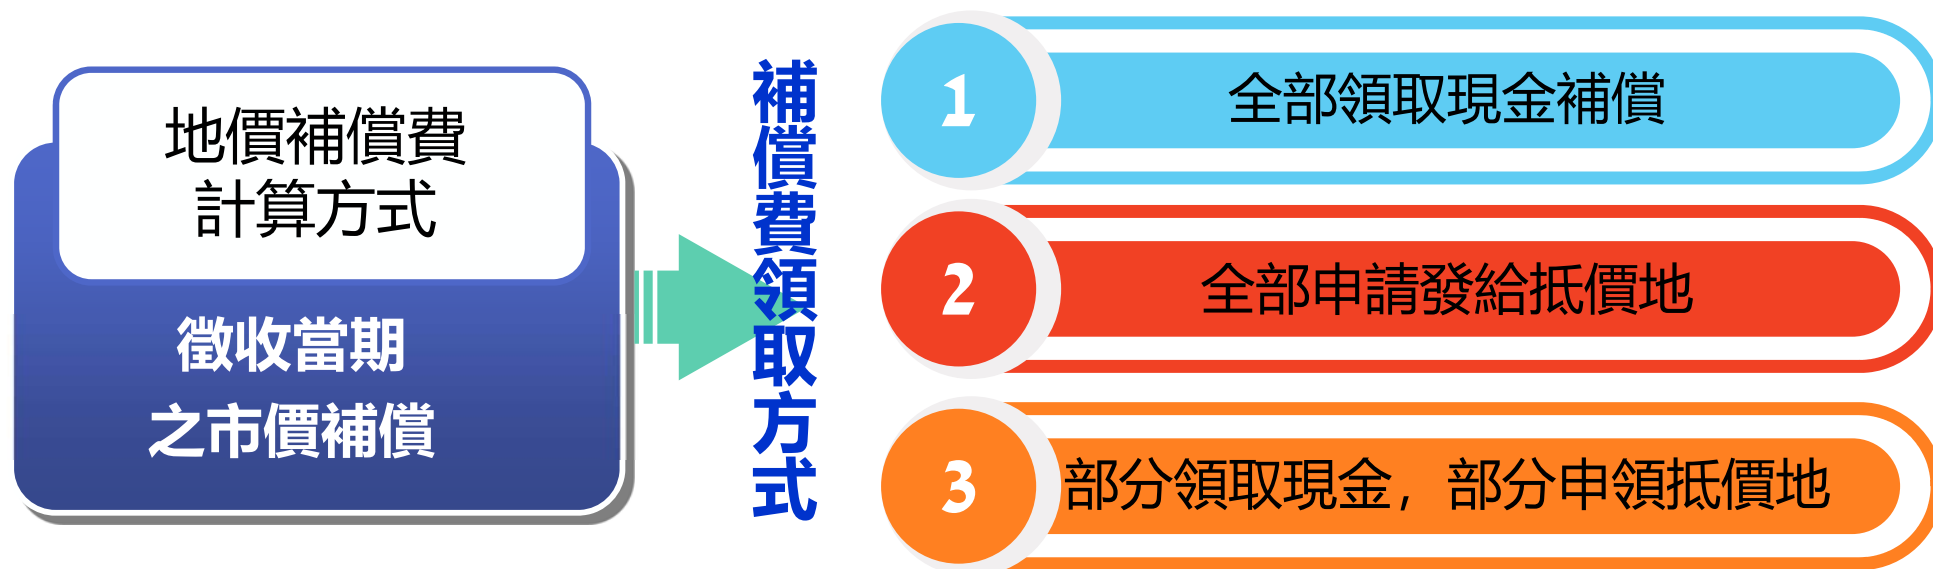 地價補償費
計算方式
徵收當期
之市價補償
補償費領取方式
1
全部領取現金補償
2
全部申請發給抵價地
3
部分領取現金，部分申領抵價地